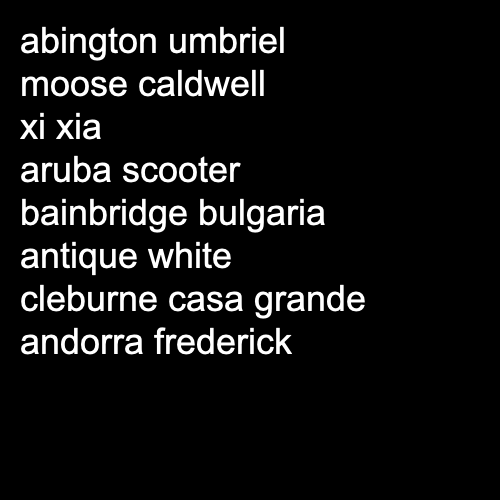 abington umbriel
moose caldwell
xi xia
aruba scooter
bainbridge bulgaria
antique white
cleburne casa grande
andorra frederick